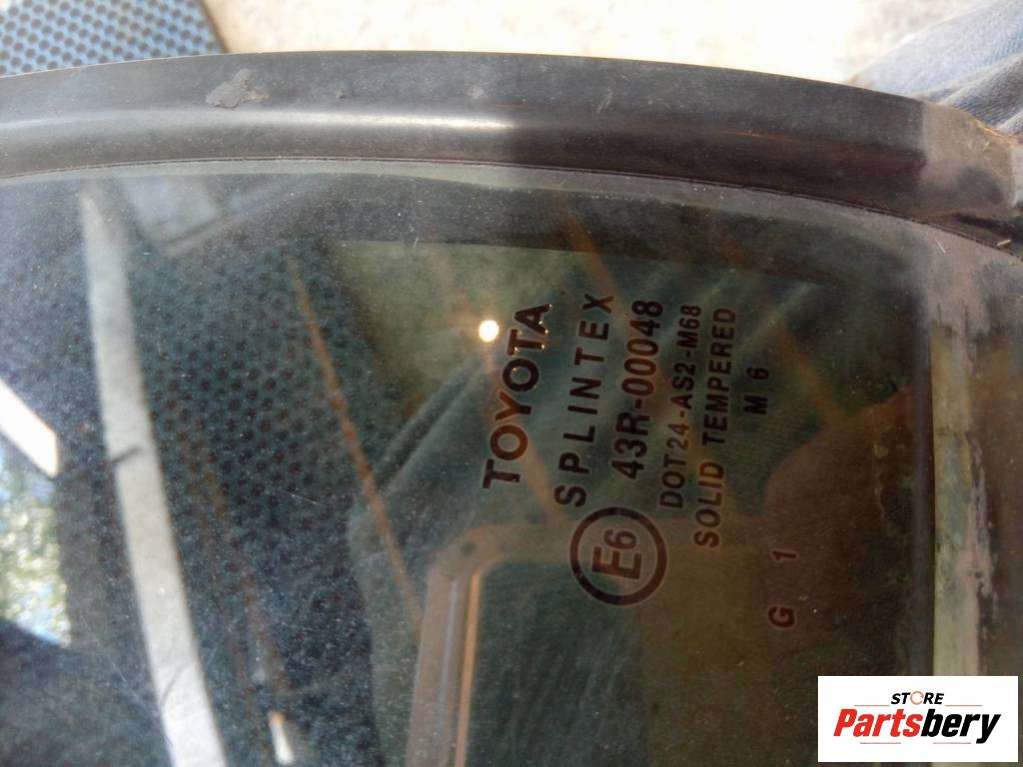 TOYOTA
SPLINTEX
E6 43R-00048
DOT24-AS2-M68
SOLID TEMPERED
M 6
G 1
STORE
Partsbery